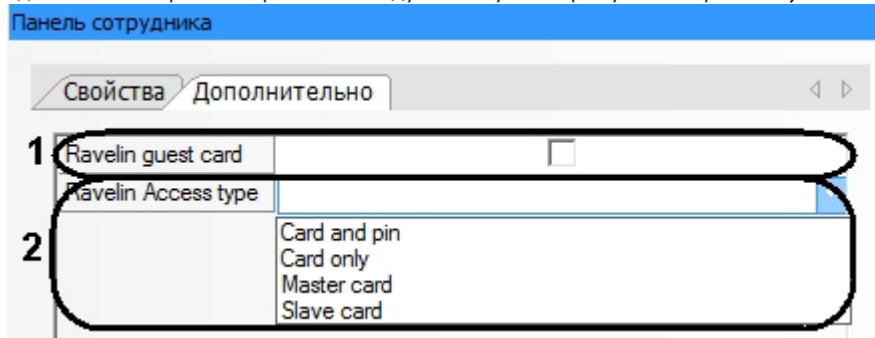 Панель сотрудника
Свойства Дополнительно
1 Ravelin guest card
Ravelin Access type
2
Card and pin
Card only
Master card
Slave card